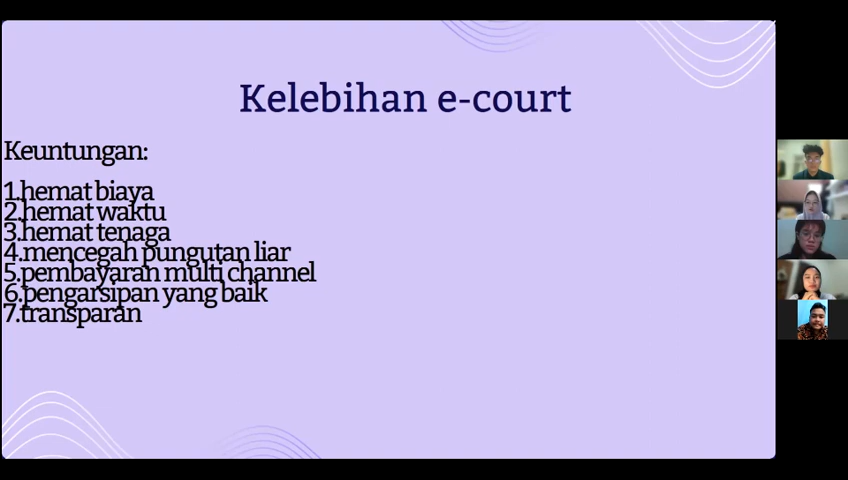 Kelebihan e-court
Keuntungan:
1.hemat biaya
2.hemat waktu
3.hemat tenaga
4.mencegah pungutan liar
5.pembayaran multi channel
6.pengarsipan yang baik
7.transparan